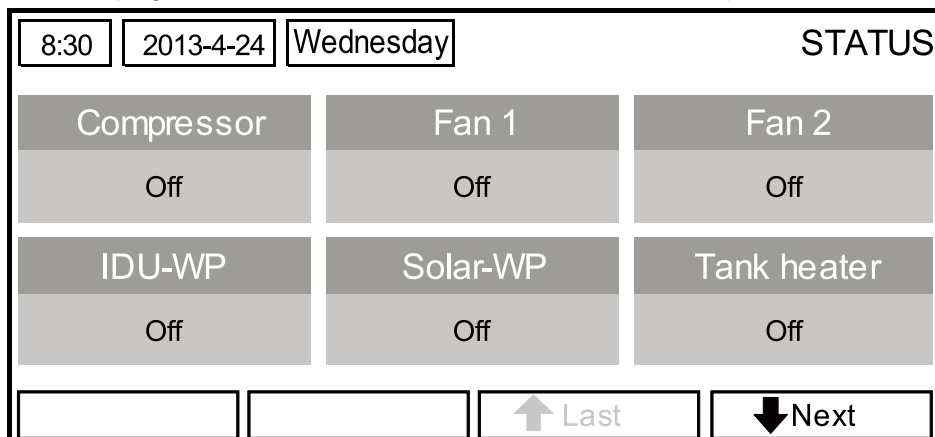 8:30 2013-4-24 Wednesday STATUS
Compressor Fan 1 Fan 2
Off Off Off
IDU-WP Solar-WP Tank heater
Off Off Off
Last Next